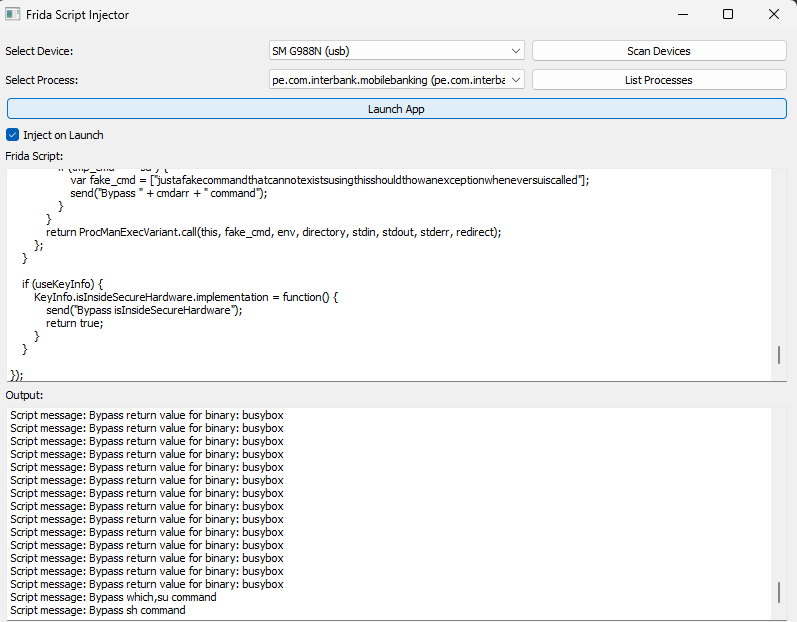 Frida Script Injector
Select Device:
SM G988N (usb)
Scan Devices
Select Process:
pe.com.interbank.mobilebanking (pe.com.interba
List Processes
Launch App
Inject on Launch
Frida Script:
var fake_cmd = ["justafakecommandthatcannotexistsusingthisshouldthowanexceptionwheneversuiscalled"];
send("Bypass " + cmdarr + " command");
}
}
return ProcManExecVariant.call(this, fake_cmd, env, directory, stdin, stdout, stderr, redirect);
};
}
if (useKeyInfo) {
KeyInfo.isInsideSecureHardware.implementation = function() {
send("Bypass isInsideSecureHardware");
return true;
}
}
});
Output:
Script message: Bypass return value for binary: busybox
Script message: Bypass return value for binary: busybox
Script message: Bypass return value for binary: busybox
Script message: Bypass return value for binary: busybox
Script message: Bypass return value for binary: busybox
Script message: Bypass return value for binary: busybox
Script message: Bypass return value for binary: busybox
Script message: Bypass return value for binary: busybox
Script message: Bypass return value for binary: busybox
Script message: Bypass return value for binary: busybox
Script message: Bypass return value for binary: busybox
Script message: Bypass return value for binary: busybox
Script message: Bypass return value for binary: busybox
Script message: Bypass return value for binary: busybox
Script message: Bypass which,su command
Script message: Bypass sh command